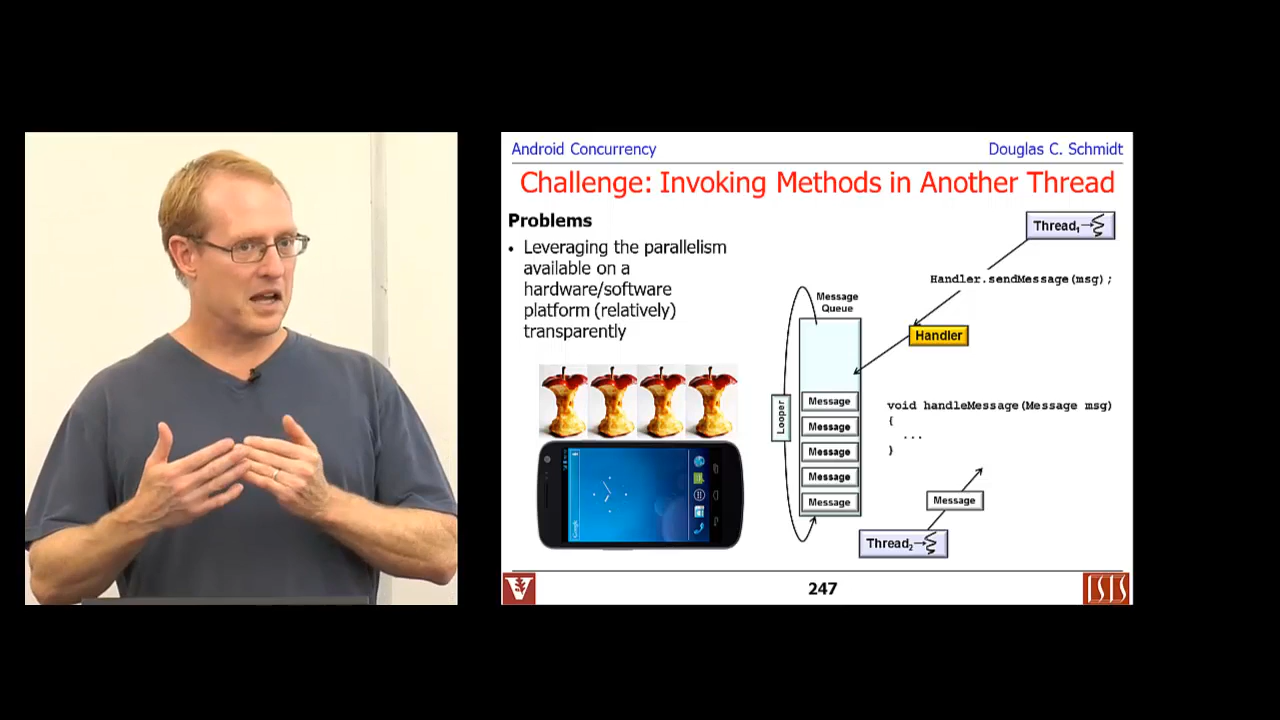 Android Concurrency
Douglas C. Schmidt
Challenge: Invoking Methods in Another Thread
Problems
• Leveraging the parallelism
available on a
hardware/software
platform (relatively)
transparently
Thread1
Handler.sendMessage(msg);
Message
Queue
Handler
Looper
Message
Message
Message
Message
Message
void handleMessage(Message msg)
{
...
}
Message
Thread2
Google
247
V
ISIS